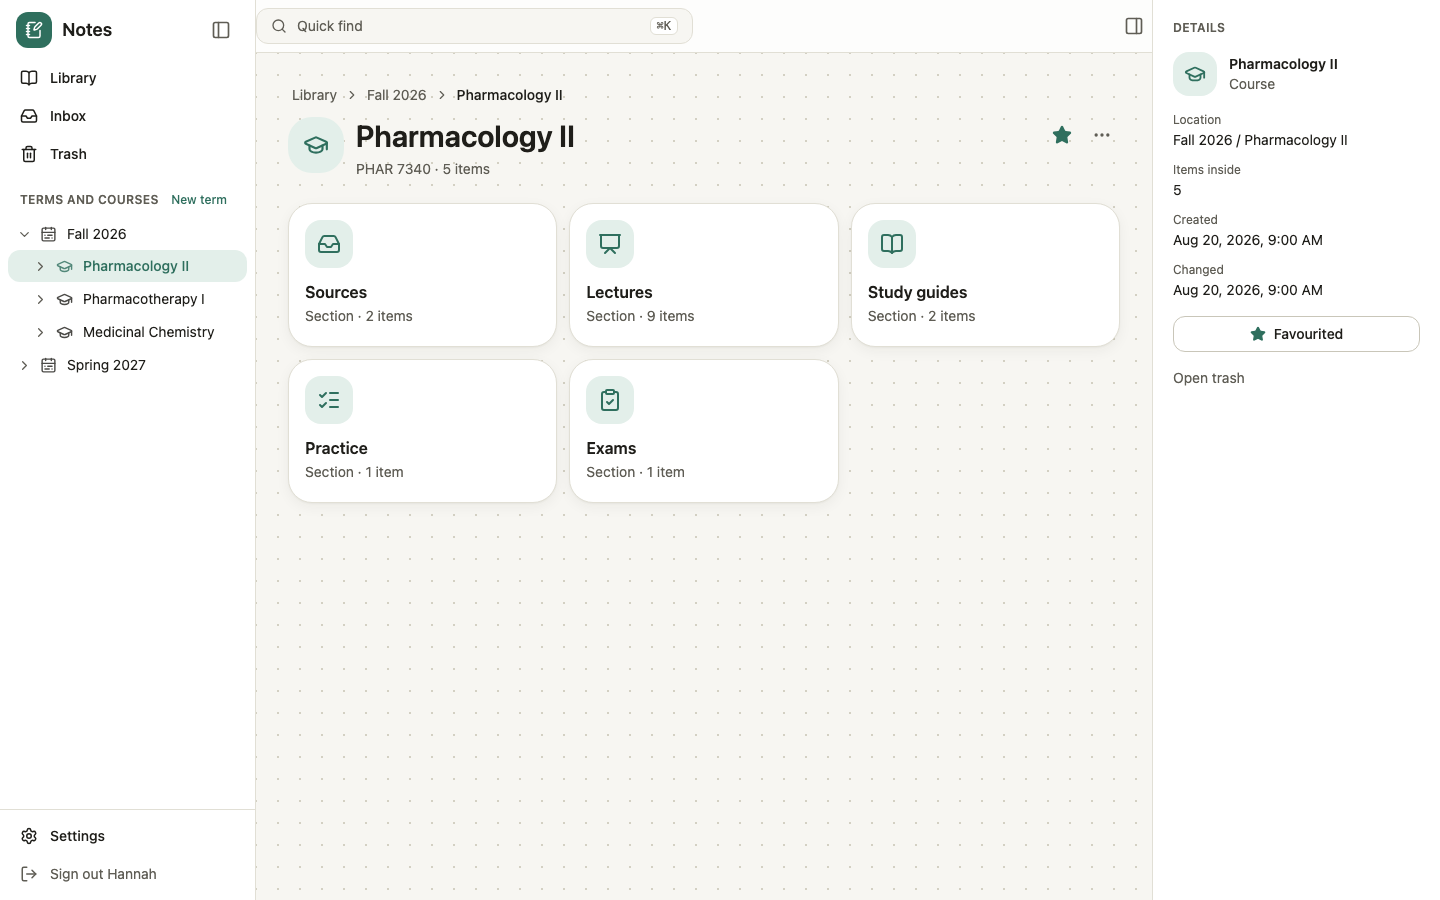 Notes
Library
Inbox
Trash
TERMS AND COURSES New term
Fall 2026
Pharmacology II
Pharmacotherapy I
Medicinal Chemistry
Spring 2027
Settings
Sign out Hannah
Quick find ⌘K
Library > Fall 2026 > Pharmacology II
Pharmacology II
PHAR 7340 · 5 items
Sources
Section · 2 items
Lectures
Section · 9 items
Study guides
Section · 2 items
Practice
Section · 1 item
Exams
Section · 1 item
DETAILS
Pharmacology II
Course
Location
Fall 2026 / Pharmacology II
Items inside
5
Created
Aug 20, 2026, 9:00 AM
Changed
Aug 20, 2026, 9:00 AM
Favourited
Open trash